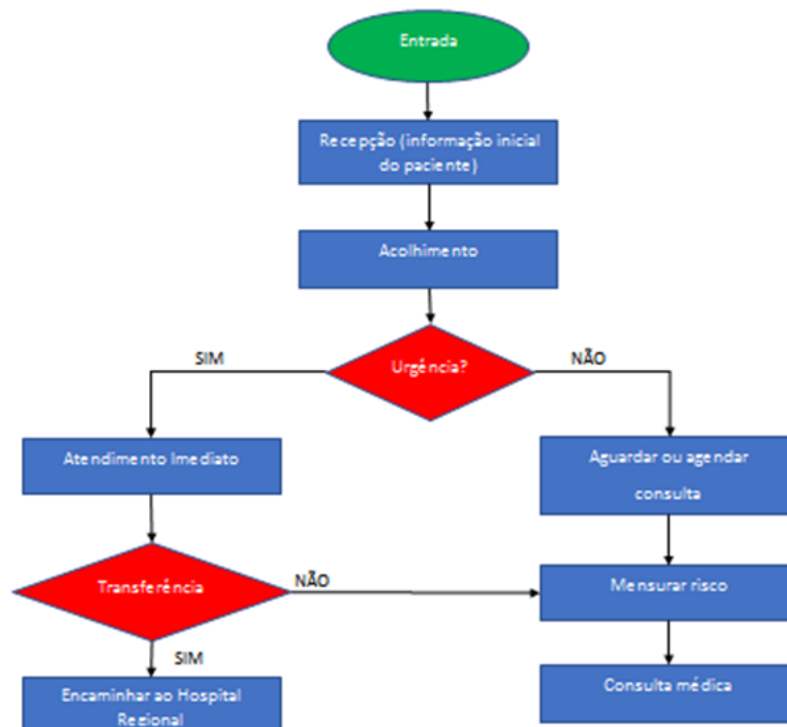 Entrada
Recepção (informação inicial
do paciente)
Acolhimento
SIM
Urgência?
NÃO
Atendimento Imediato
Aguardar ou agendar
consulta
Transferência
NÃO
Mensurar risco
SIM
Encaminhar ao Hospital
Regional
Consulta médica